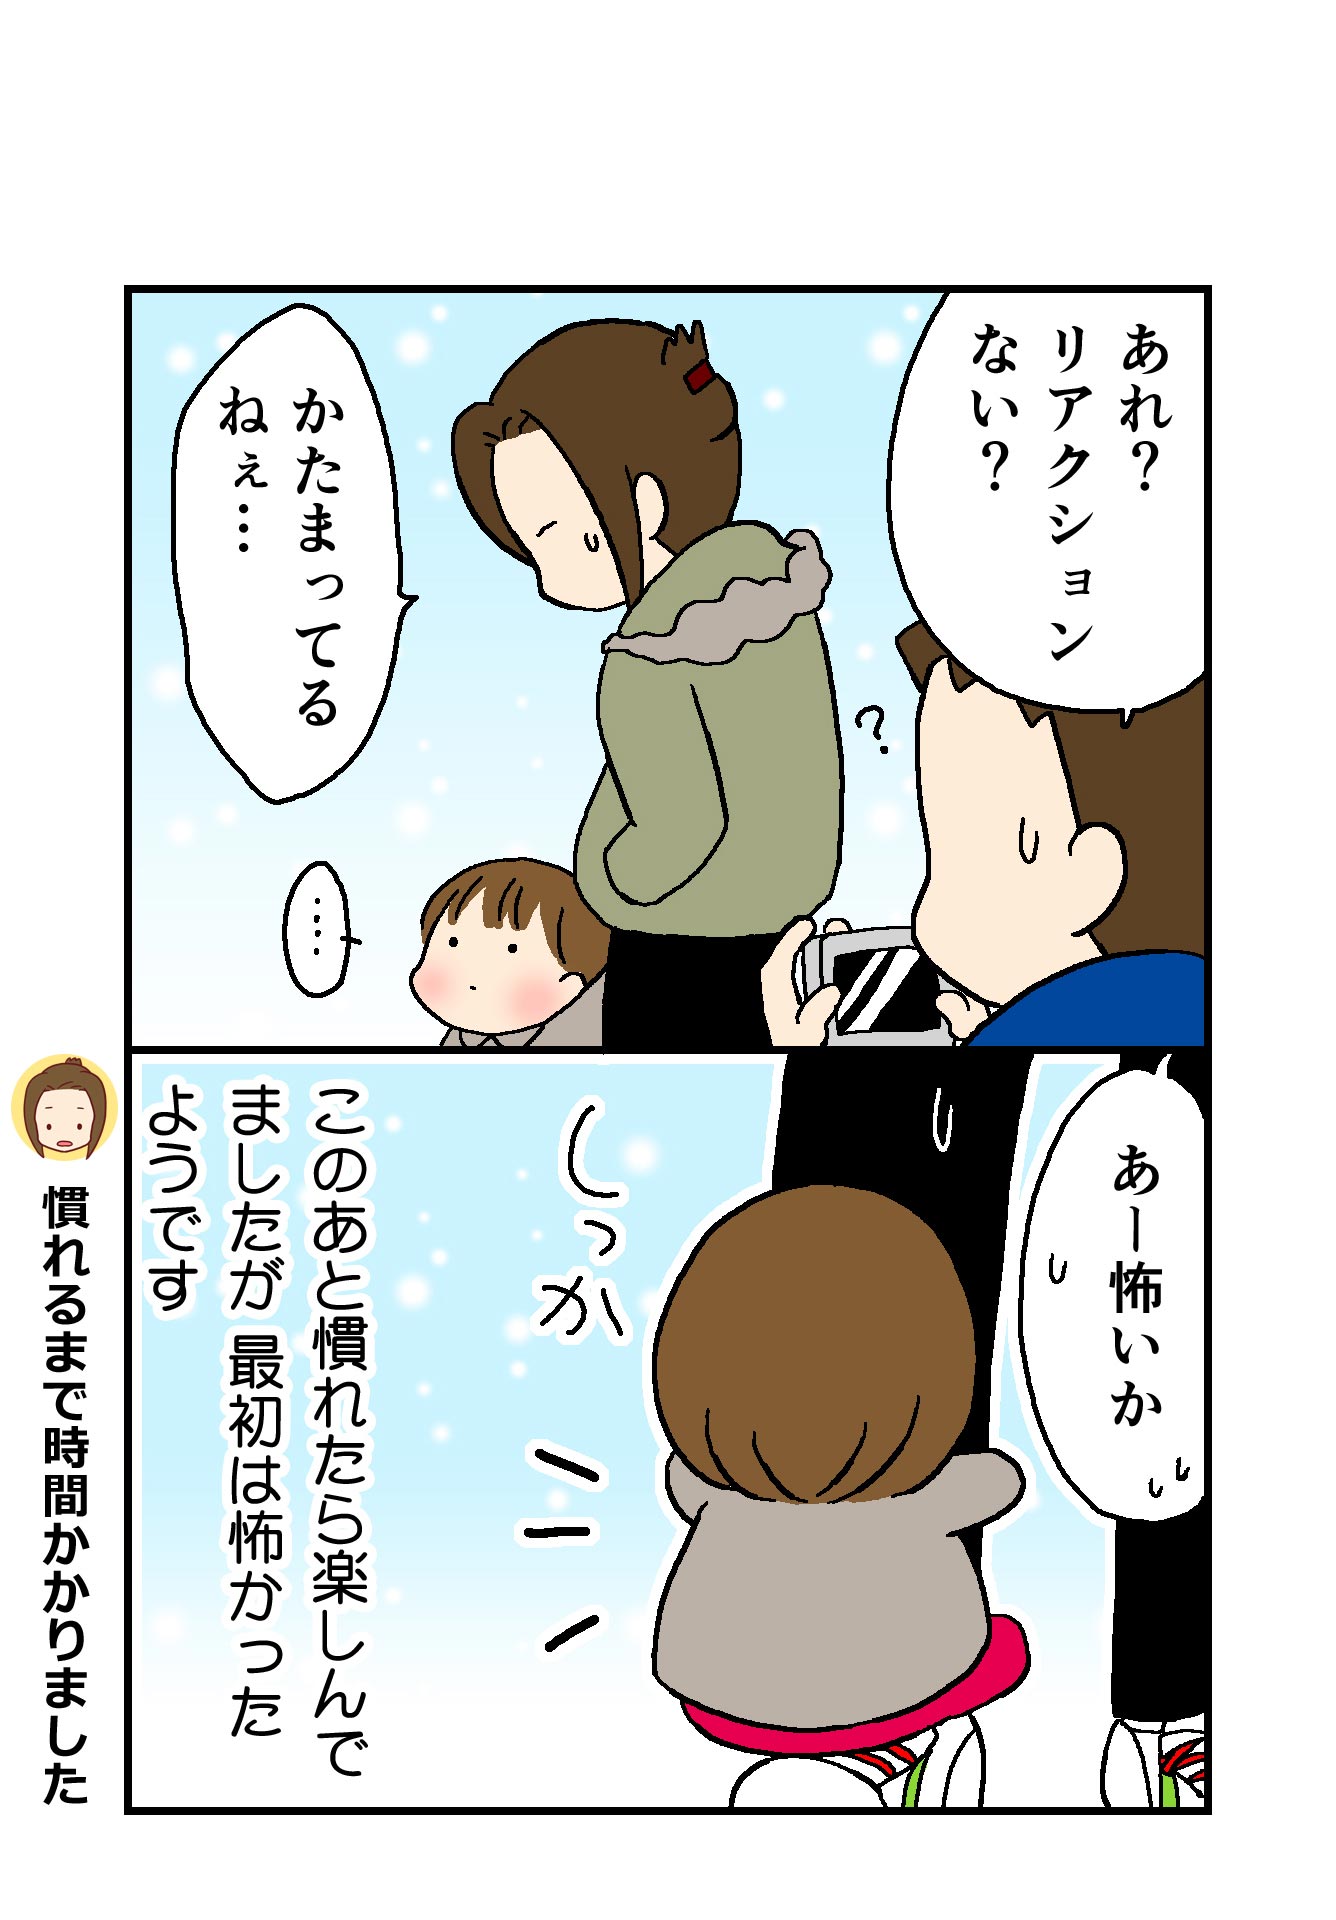 あれ？
リアクション
ない？
？
かたまってる
ねぇ…
……
あー怖いか
しっか
このあと慣れたら楽しんで
ましたが 最初は怖かった
ようです
慣れるまで時間かかりました